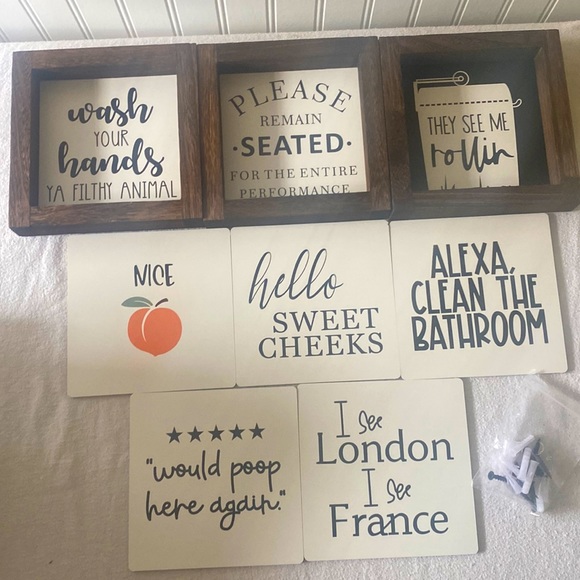 wash
YOUR
hands
YA FILTHY ANIMAL
PLEASE
REMAIN
·SEATED·
FOR THE ENTIRE
PERFORMANCE
THEY SEE ME
rollin
NICE
hello
SWEET
CHEEKS
ALEXA,
CLEAN THE
BATHROOM
"would poop
here again."
I see
London
I see
France